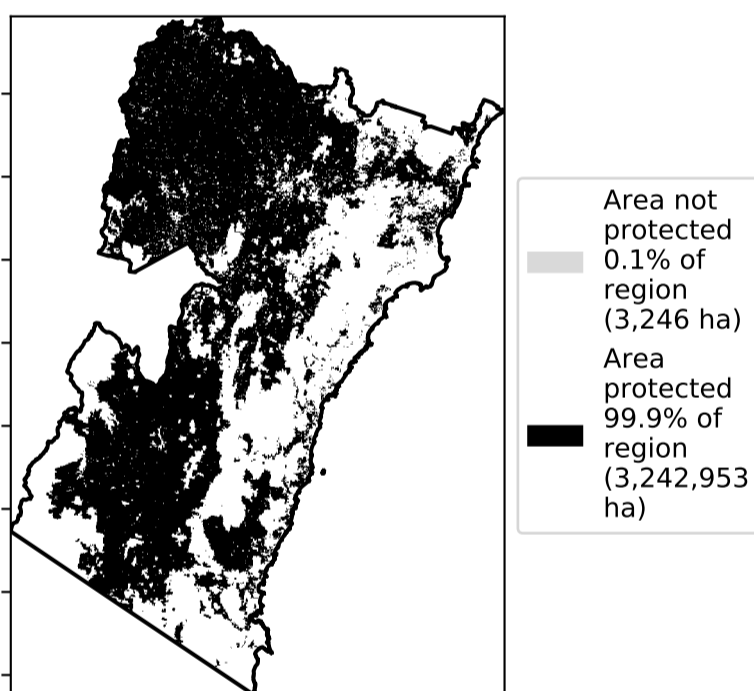 Area not
protected
0.1% of
region
(3,246 ha)
Area
protected
99.9% of
region
(3,242,953
ha)